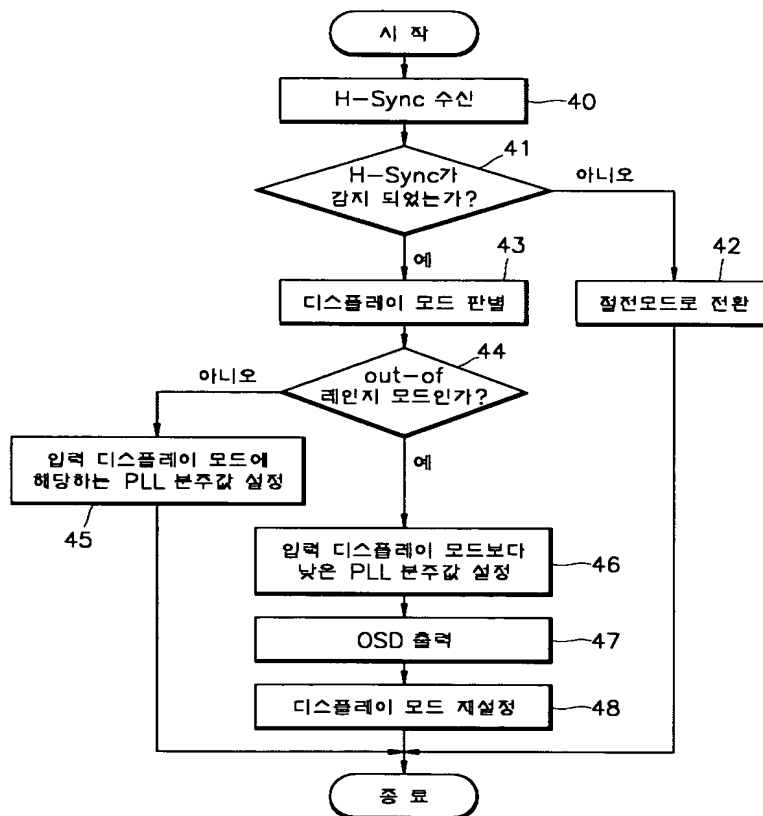 시 작
H-Sync 수신
40
41
H-Sync가
감지 되었는가?
아니오
예
43
42
디스플레이 모드 판별
절전모드로 전환
44
out-of
레인지 모드인가?
아니오
예
입력 디스플레이 모드에
해당하는 PLL 분주값 설정
45
입력 디스플레이 모드보다
낮은 PLL 분주값 설정
46
OSD 출력
47
디스플레이 모드 재설정
48
종 료